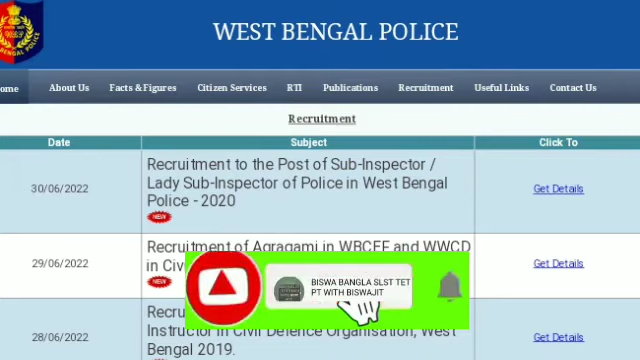 WEST BENGAL POLICE
ome
About Us
Facts & Figures
Citizen Services
RTI
Publications
Recruitment
Useful Links
Contact Us
Recruitment
Date
Subject
Click To
30/06/2022
Recruitment to the Post of Sub-Inspector /
Lady Sub-Inspector of Police in West Bengal
Police - 2020
NEW
Get Details
29/06/2022
Recruitment of Agragami in WBCEF and WWCD
in Civ
NEW
Get Details
BISWA BANGLA SLST TET
PT WITH BISWAJIT
28/06/2022
Recru
Instructor in Civil Defence Organisation, West
Bengal 2019.
Get Details